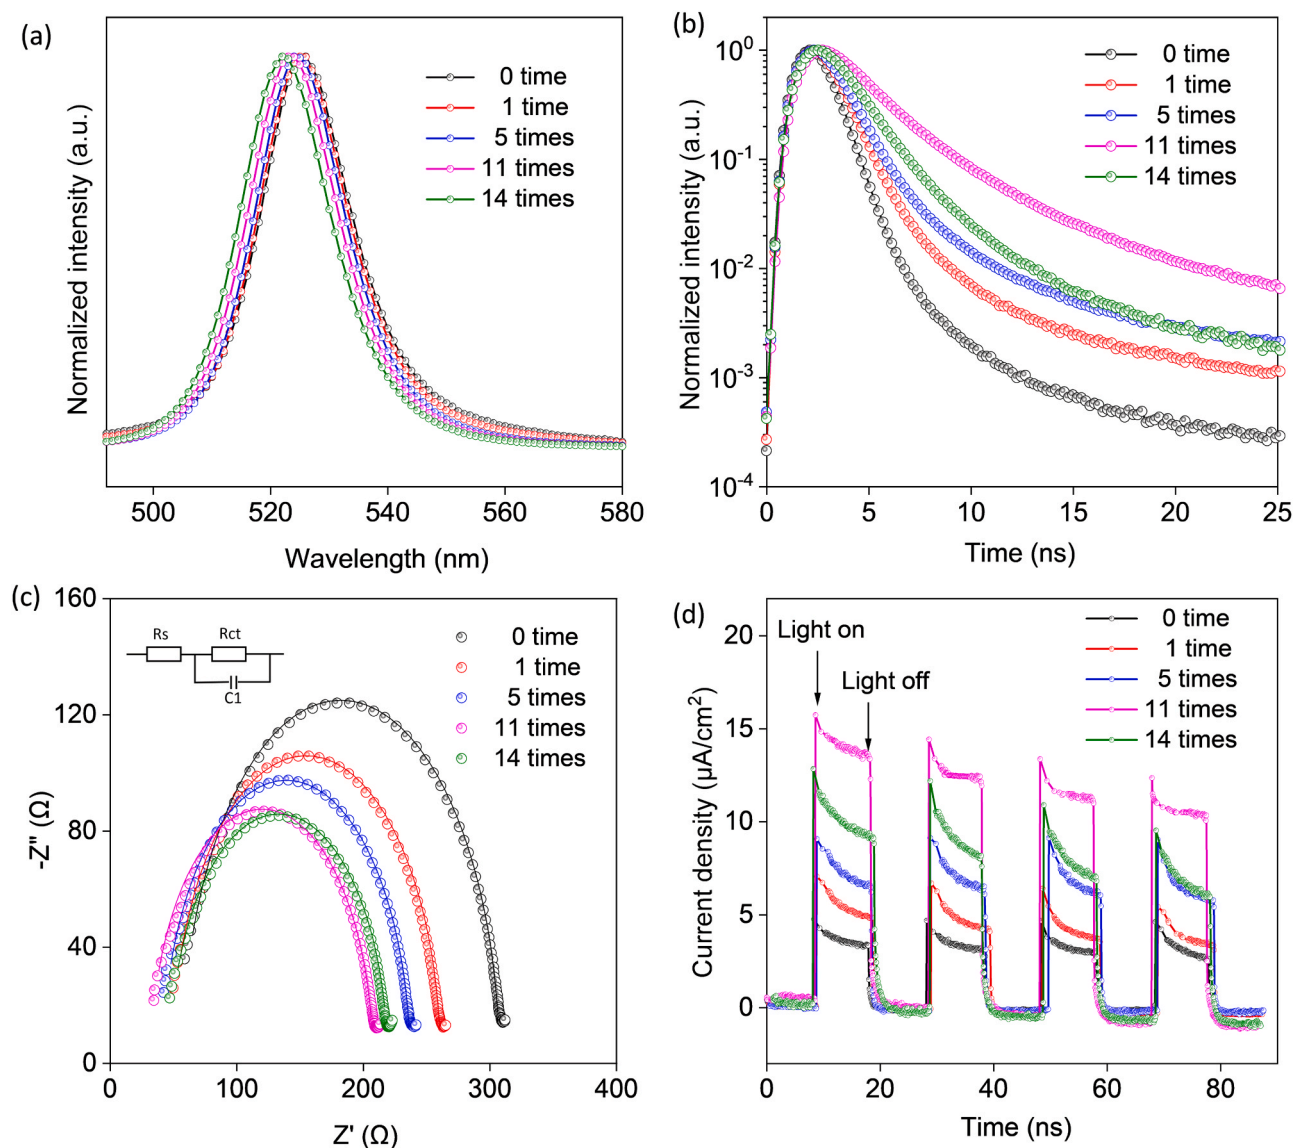 (a)
Normalized intensity (a.u.)
0 time
1 time
5 times
11 times
14 times
500 520 540 560 580
Wavelength (nm)
(b)
Normalized intensity (a.u.)
10⁰
10⁻¹
10⁻²
10⁻³
10⁻⁴
0 time
1 time
5 times
11 times
14 times
0 5 10 15 20 25
Time (ns)
(c)
-Z" (Ω)
160
120
80
40
0
Rs Rct
C1
0 time
1 time
5 times
11 times
14 times
0 100 200 300 400
Z' (Ω)
(d)
Current density (µA/cm²)
20
15
10
5
0
Light on
Light off
0 time
1 time
5 times
11 times
14 times
0 20 40 60 80
Time (ns)